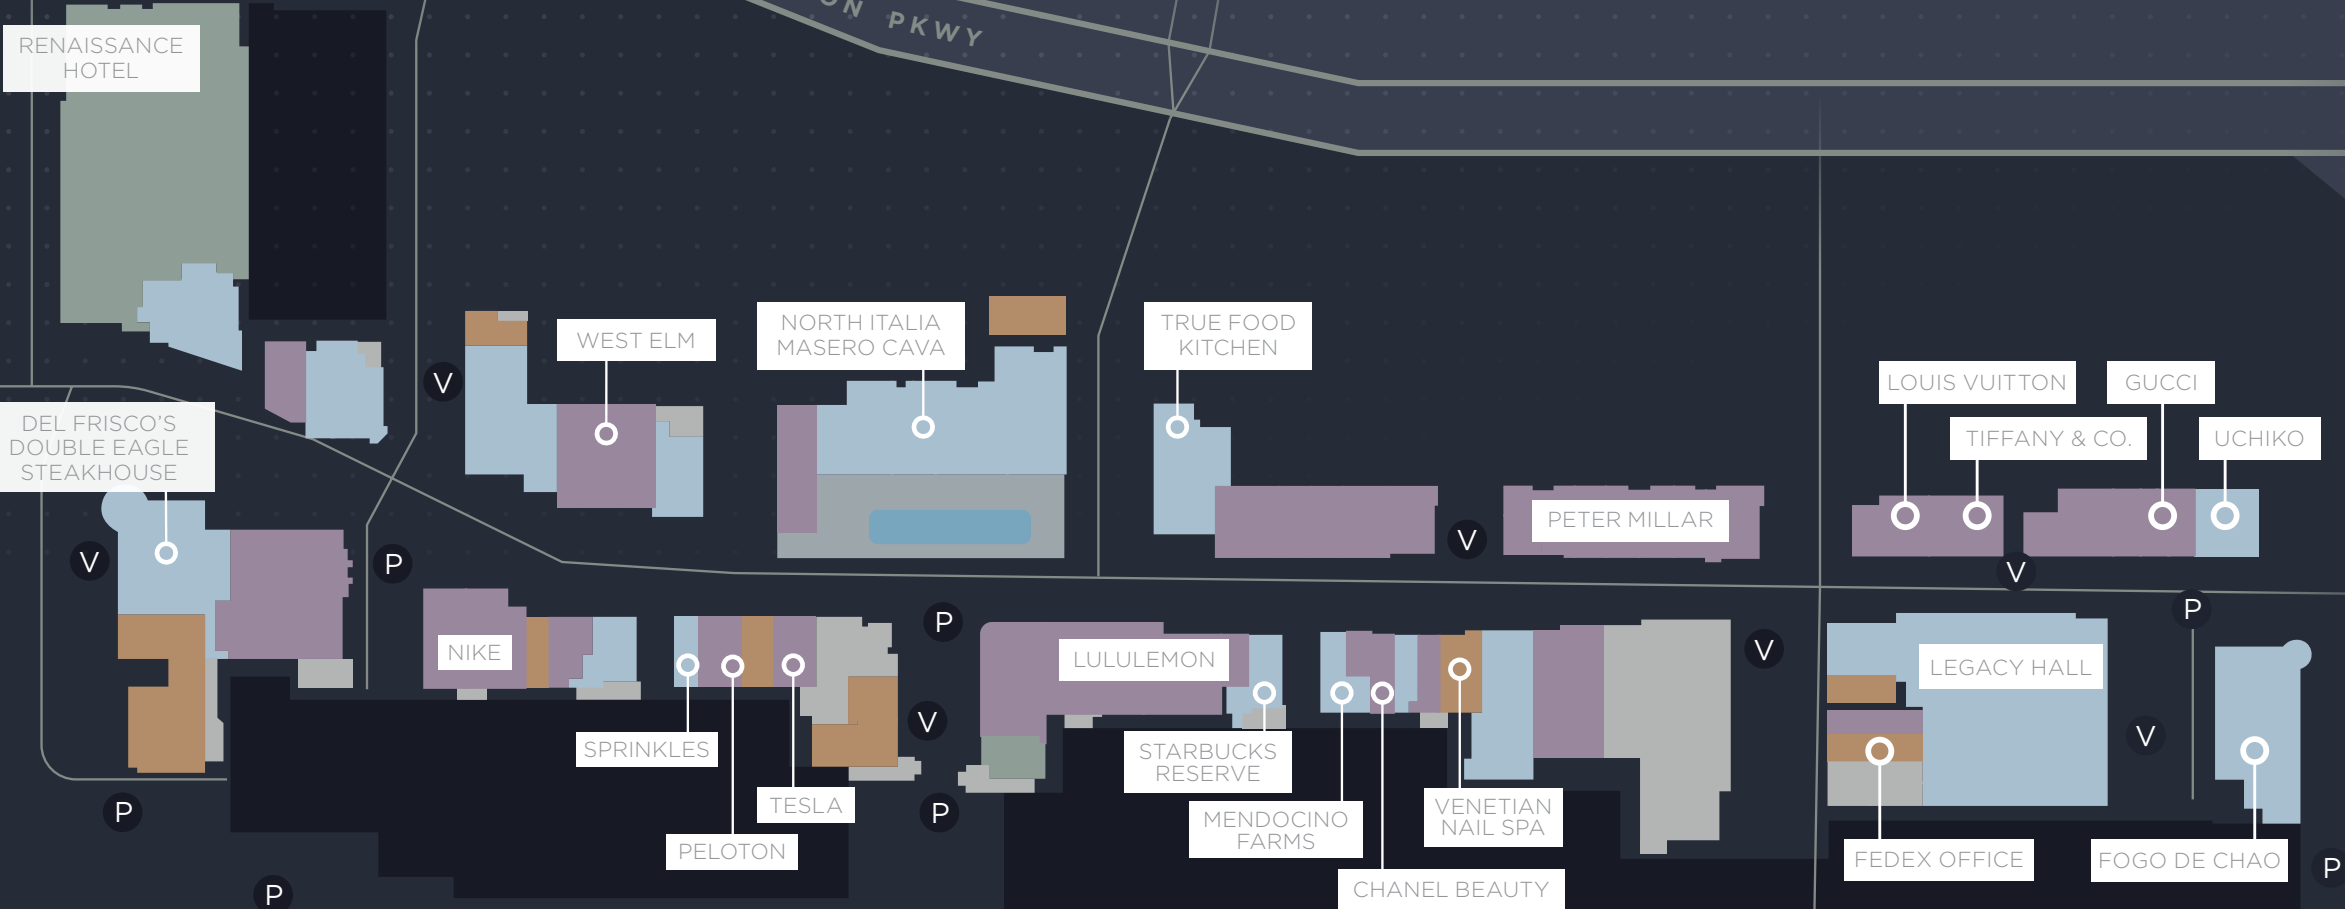 PKWY
RENAISSANCE
HOTEL
WEST ELM
NORTH ITALIA
MASERO CAVA
TRUE FOOD
KITCHEN
LOUIS VUITTON
GUCCI
TIFFANY & CO.
UCHIKO
V
DEL FRISCO'S
DOUBLE EAGLE
STEAKHOUSE
V
P
V
PETER MILLAR
V
P
P
NIKE
LULULEMON
V
LEGACY HALL
V
V
SPRINKLES
STARBUCKS
RESERVE
TESLA
P
P
PELOTON
MENDOCINO
FARMS
VENETIAN
NAIL SPA
CHANEL BEAUTY
FEDEX OFFICE
FOGO DE CHAO
P
P